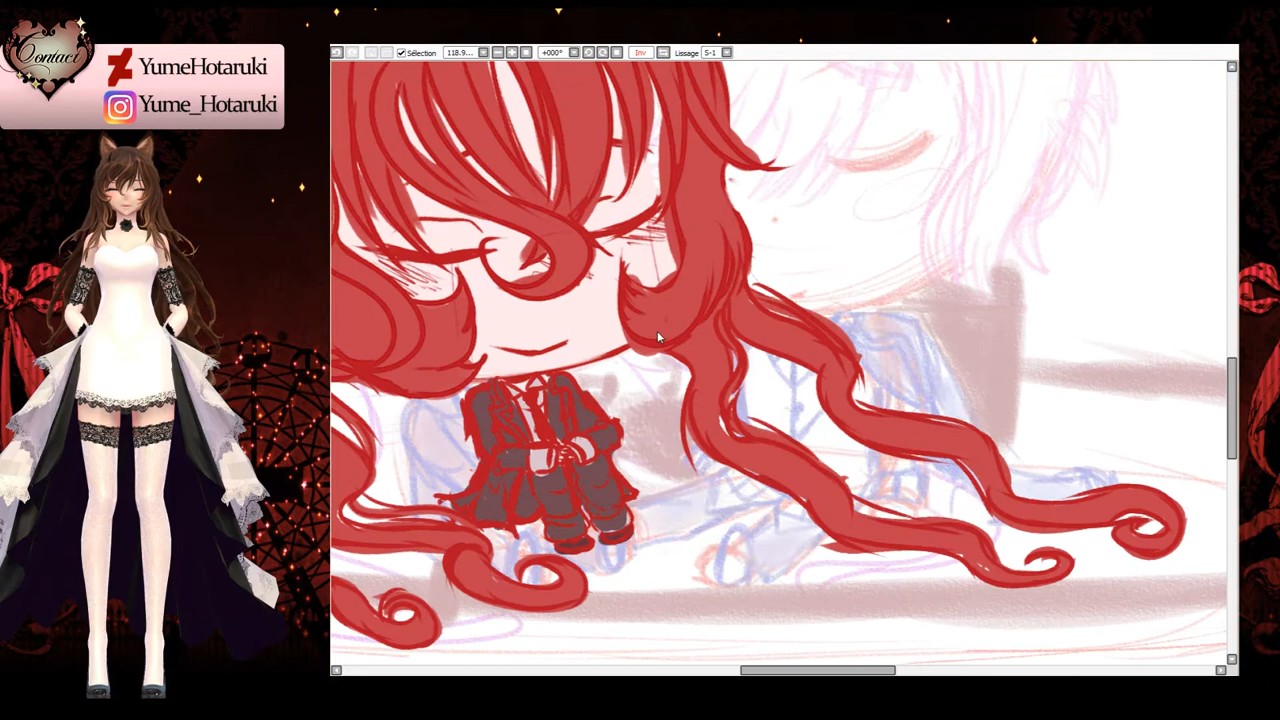 Contact
YumeHotaruki
Yume_Hotaruki
Sélection 118.9... +000° Inv Lissage S-1